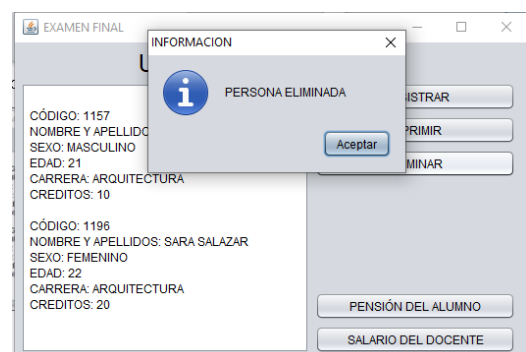 EXAMEN FINAL
INFORMACION
U
PERSONA ELIMINADA
Aceptar
ISTRAR
PRIMIR
MINAR
CÓDIGO: 1157
NOMBRE Y APELLIDO
SEXO: MASCULINO
EDAD: 21
CARRERA: ARQUITECTURA
CREDITOS: 10
CÓDIGO: 1196
NOMBRE Y APELLIDOS: SARA SALAZAR
SEXO: FEMENINO
EDAD: 22
CARRERA: ARQUITECTURA
CREDITOS: 20
PENSIÓN DEL ALUMNO
SALARIO DEL DOCENTE